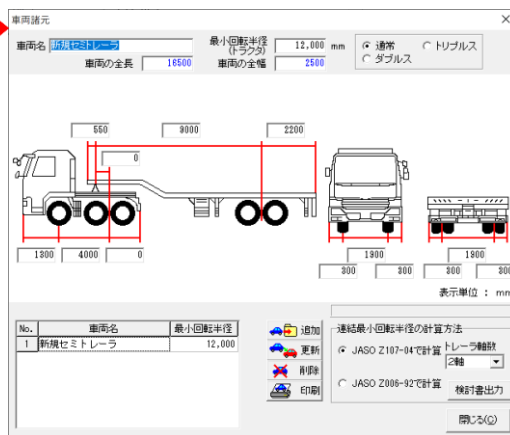 車両諸元
車両名 新規セミトレーラ
最小回転半径
(トラクタ) 12,000 mm
通常 トリプルス
ダブルス
車両の全長 16500 車両の全幅 2500
550 9000 2200
0
1300 4000 0
1900 1900
300 300 300 300
表示単位 : mm
No. 車両名 最小回転半径
1 新規セミトレーラ 12,000
追加
更新
削除
印刷
連結最小回転半径の計算方法
JASO Z107-04で計算
トレーラ軸数
2軸
JASO Z006-92で計算
検討書出力
閉じる(C)